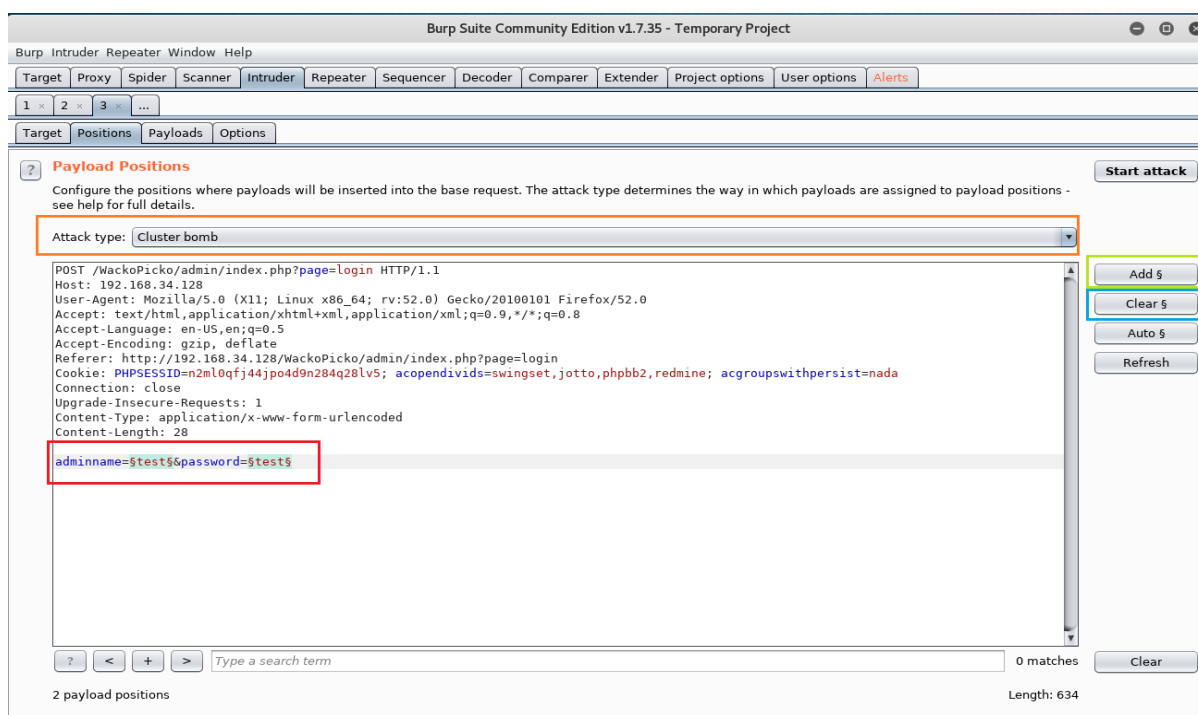 Burp Suite Community Edition v1.7.35 - Temporary Project
Burp Intruder Repeater Window Help
Target Proxy Spider Scanner Intruder Repeater Sequencer Decoder Comparer Extender Project options User options Alerts
1 × 2 × 3 × ...
Target Positions Payloads Options
? Payload Positions
Start attack
Configure the positions where payloads will be inserted into the base request. The attack type determines the way in which payloads are assigned to payload positions -
see help for full details.
Attack type: Cluster bomb
POST /WackoPicko/admin/index.php?page=login HTTP/1.1
Host: 192.168.34.128
User-Agent: Mozilla/5.0 (X11; Linux x86_64; rv:52.0) Gecko/20100101 Firefox/52.0
Accept: text/html,application/xhtml+xml,application/xml;q=0.9,*/*;q=0.8
Accept-Language: en-US,en;q=0.5
Accept-Encoding: gzip, deflate
Referer: http://192.168.34.128/WackoPicko/admin/index.php?page=login
Cookie: PHPSESSID=n2ml0qfj44jpo4d9n284q28lv5; acopendivids=swingset,jotto,phpbb2,redmine; acgroupswithpersist=nada
Connection: close
Upgrade-Insecure-Requests: 1
Content-Type: application/x-www-form-urlencoded
Content-Length: 28
adminname=§test§&password=§test§
Add §
Clear §
Auto §
Refresh
? < + > Type a search term 0 matches Clear
2 payload positions Length: 634